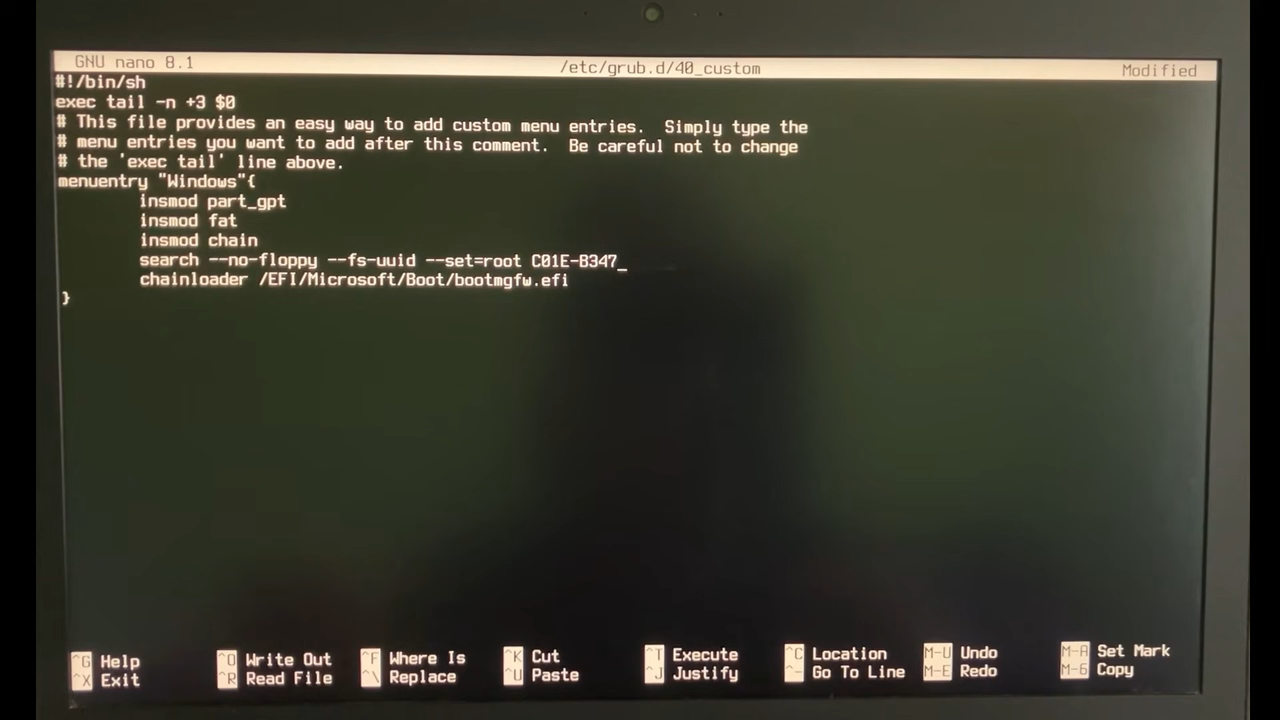 GNU nano 8.1 /etc/grub.d/40_custom Modified
#!/bin/sh
exec tail -n +3 $0
# This file provides an easy way to add custom menu entries.  Simply type the
# menu entries you want to add after this comment.  Be careful not to change
# the 'exec tail' line above.
menuentry "Windows"{
        insmod part_gpt
        insmod fat
        insmod chain
        search --no-floppy --fs-uuid --set=root C01E-B347_
        chainloader /EFI/Microsoft/Boot/bootmgfw.efi
}
^G Help ^O Write Out ^F Where Is ^K Cut ^T Execute ^C Location M-U Undo M-A Set Mark
^X Exit ^R Read File ^\ Replace ^U Paste ^J Justify ^- Go To Line M-E Redo M-6 Copy